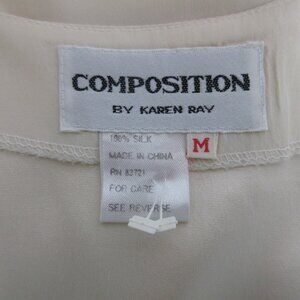 COMPOSITION
BY KAREN RAY
100% SILK
M
MADE IN CHINA
RN 83721
FOR CARE
SEE REVERSE